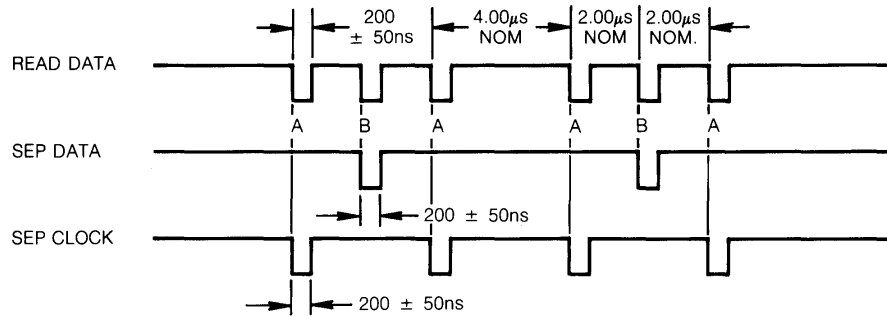 200
± 50ns
4.00µs
NOM
2.00µs
NOM
2.00µs
NOM.
READ DATA
A B A A B A
SEP DATA
200 ± 50ns
SEP CLOCK
200 ± 50ns